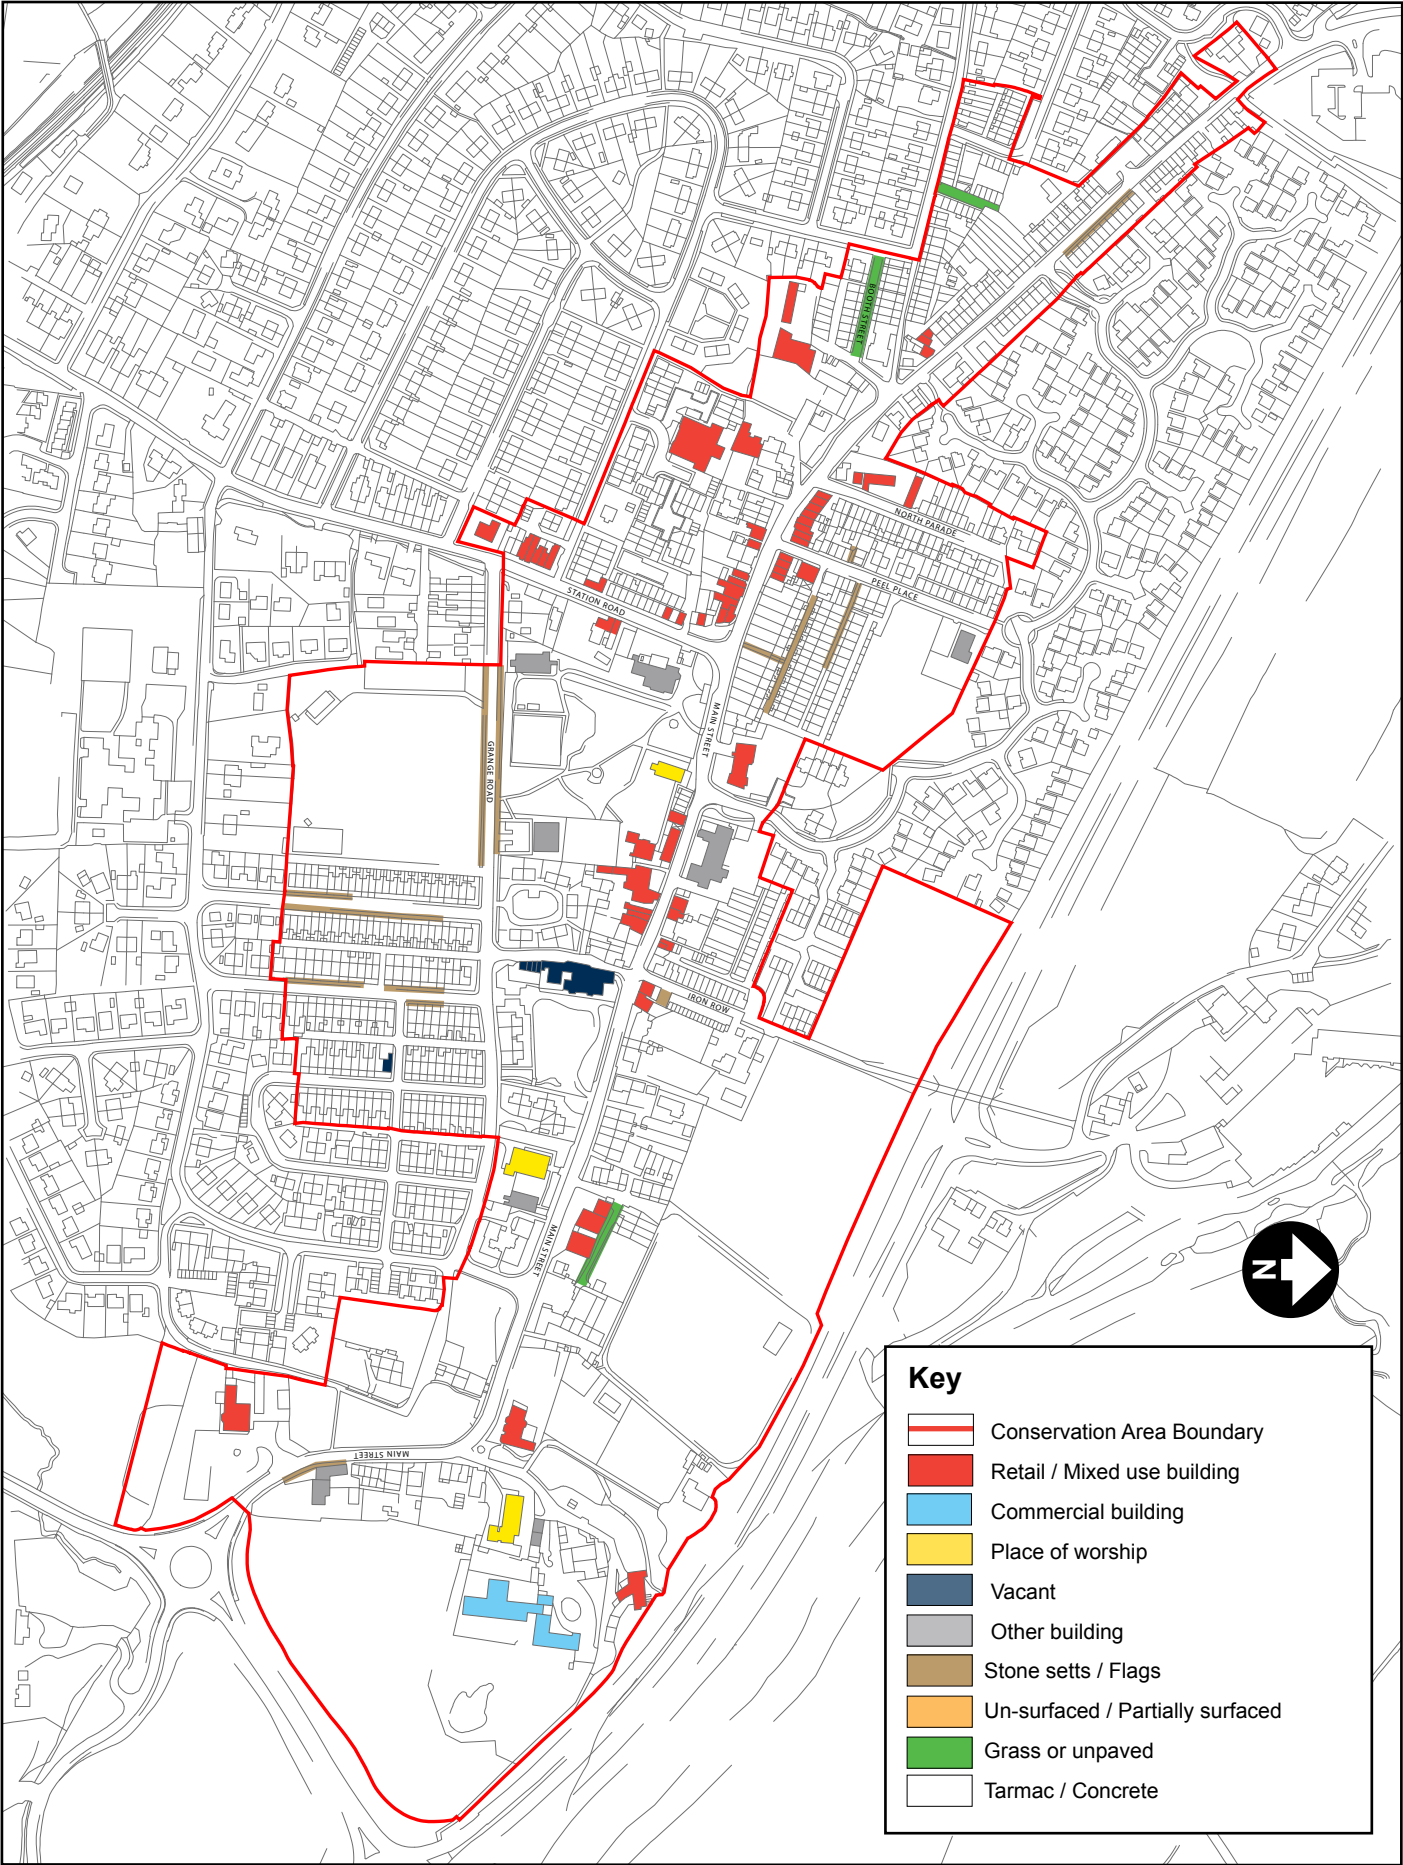 BOOTH STREET
NORTH PARADE
PEEL PLACE
STATION ROAD
MAIN STREET
GRANGE ROAD
IRON ROW
MAIN STREET
MAIN STREET
N
Key
Conservation Area Boundary
Retail / Mixed use building
Commercial building
Place of worship
Vacant
Other building
Stone setts / Flags
Un-surfaced / Partially surfaced
Grass or unpaved
Tarmac / Concrete